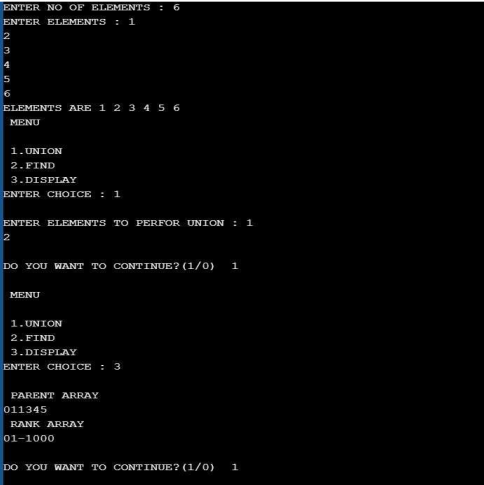 ENTER NO OF ELEMENTS : 6
ENTER ELEMENTS : 1
2
3
4
5
6
ELEMENTS ARE 1 2 3 4 5 6
MENU
1.UNION
2.FIND
3.DISPLAY
ENTER CHOICE : 1
ENTER ELEMENTS TO PERFOR UNION : 1
2
DO YOU WANT TO CONTINUE?(1/0) 1
MENU
1.UNION
2.FIND
3.DISPLAY
ENTER CHOICE : 3
PARENT ARRAY
011345
RANK ARRAY
01-1000
DO YOU WANT TO CONTINUE?(1/0) 1